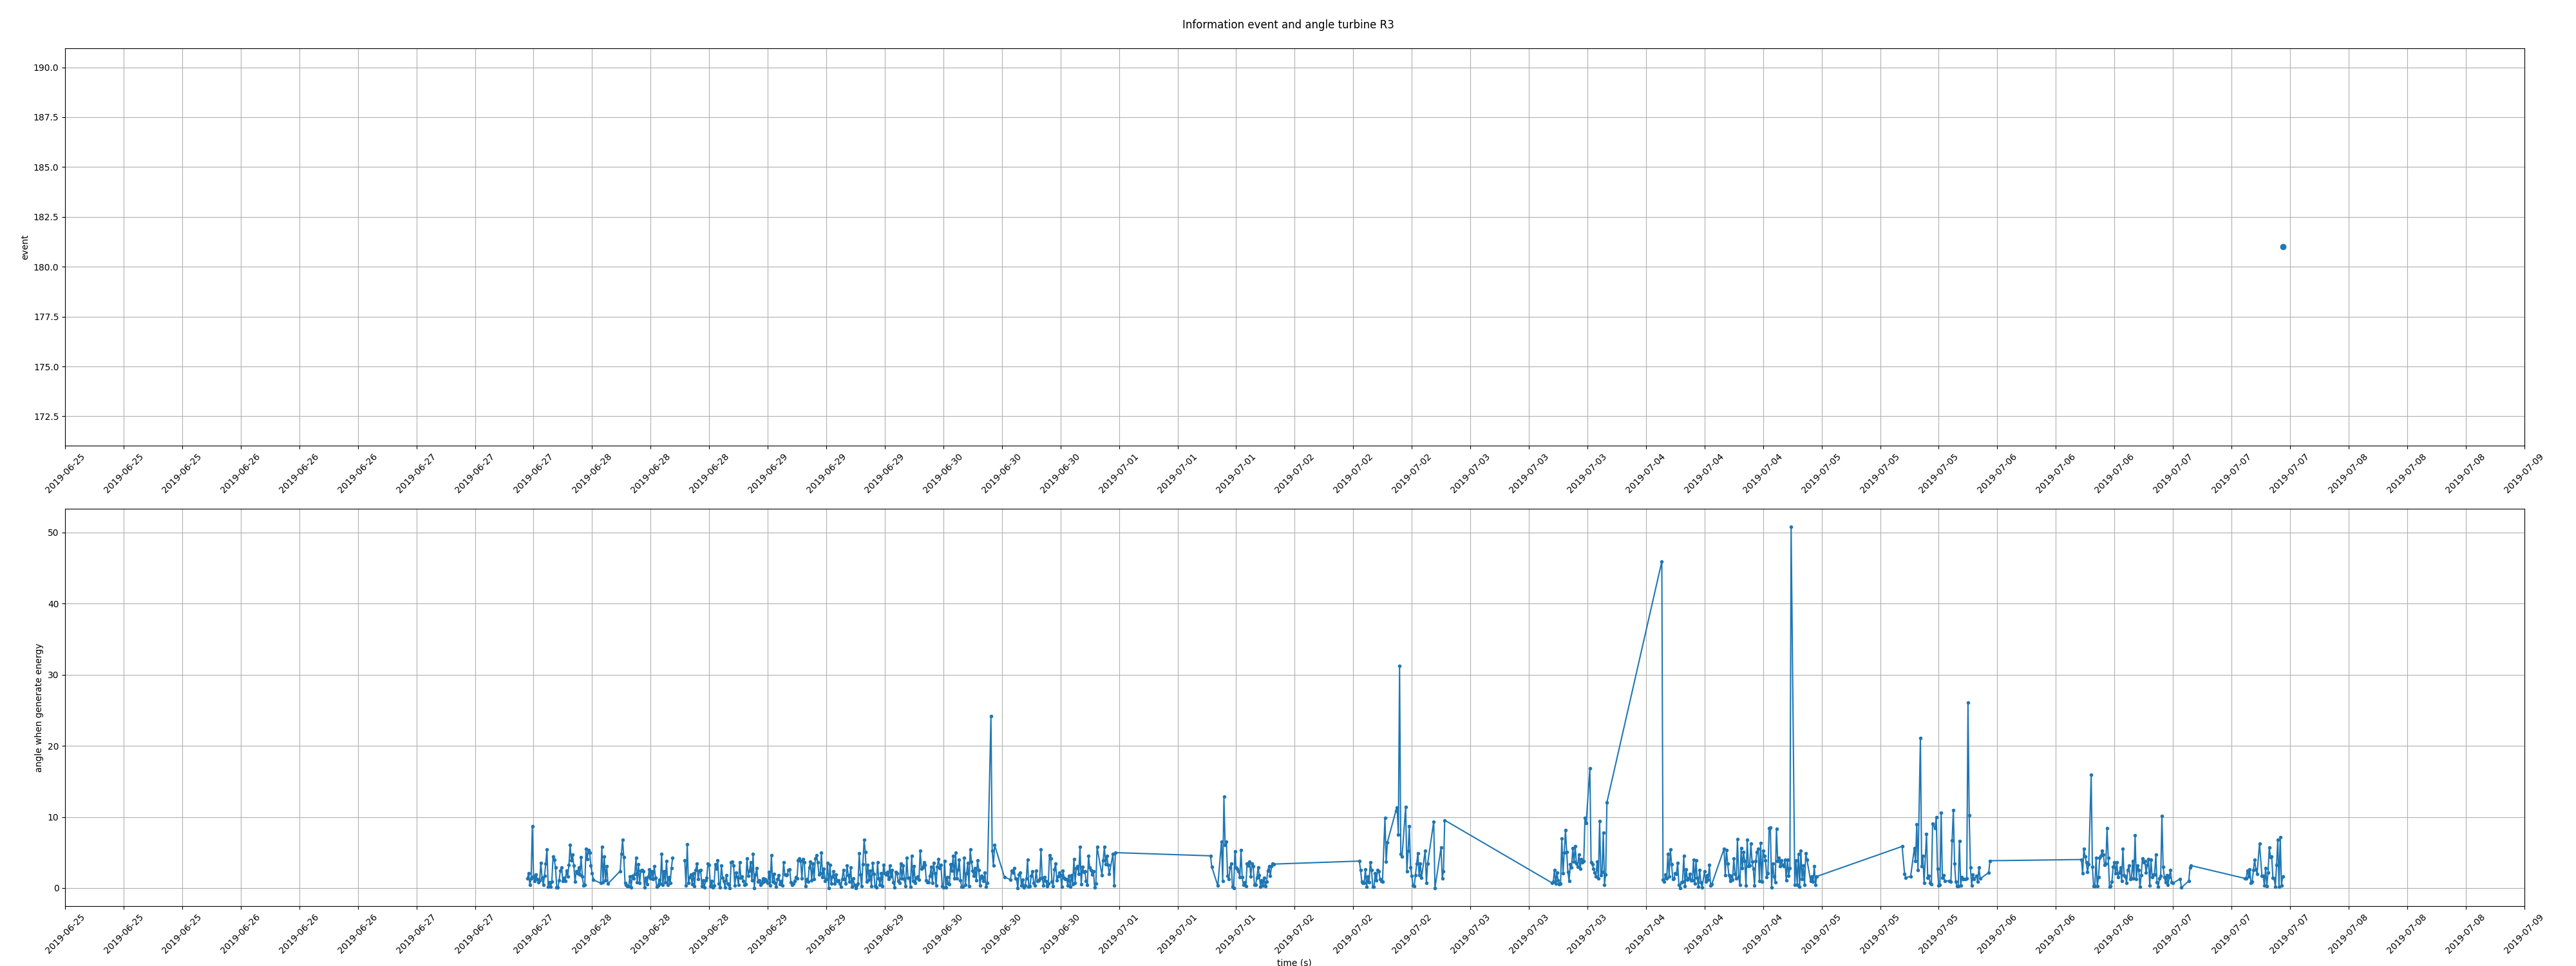 Information event and angle turbine R3
190.0
187.5
185.0
182.5
180.0
177.5
175.0
172.5
event
2019-06-25 2019-06-25 2019-06-25 2019-06-26 2019-06-26 2019-06-26 2019-06-27 2019-06-27 2019-06-27 2019-06-28 2019-06-28 2019-06-28 2019-06-29 2019-06-29 2019-06-29 2019-06-30 2019-06-30 2019-06-30 2019-07-01 2019-07-01 2019-07-01 2019-07-02 2019-07-02 2019-07-02 2019-07-03 2019-07-03 2019-07-03 2019-07-04 2019-07-04 2019-07-04 2019-07-05 2019-07-05 2019-07-05 2019-07-06 2019-07-06 2019-07-06 2019-07-07 2019-07-07 2019-07-07 2019-07-08 2019-07-08 2019-07-08 2019-07-09
50
40
30
20
10
0
angle when generate energy
2019-06-25 2019-06-25 2019-06-25 2019-06-26 2019-06-26 2019-06-26 2019-06-27 2019-06-27 2019-06-27 2019-06-28 2019-06-28 2019-06-28 2019-06-29 2019-06-29 2019-06-29 2019-06-30 2019-06-30 2019-06-30 2019-07-01 2019-07-01 2019-07-01 2019-07-02 2019-07-02 2019-07-02 2019-07-03 2019-07-03 2019-07-03 2019-07-04 2019-07-04 2019-07-04 2019-07-05 2019-07-05 2019-07-05 2019-07-06 2019-07-06 2019-07-06 2019-07-07 2019-07-07 2019-07-07 2019-07-08 2019-07-08 2019-07-08 2019-07-09
time (s)